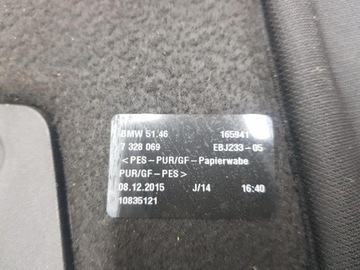 BMW 51.46 165941
7 328 069 EBJ233-05
<PES-PUR/GF-Papierwabe
PUR/GF-PES>
08.12.2015 J/14 16:40
10835121